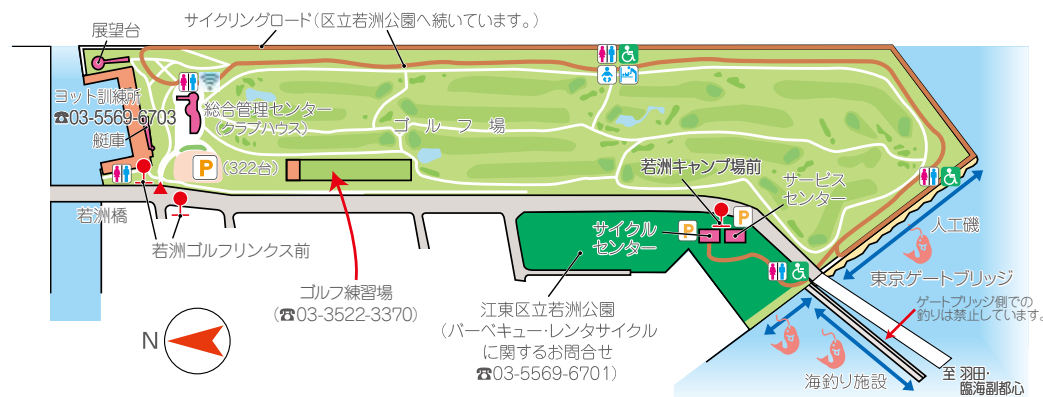 サイクリングロード（区立若洲公園へ続いています。）
展望台
ヨット訓練所
☎03-5569-6703
艇庫
総合管理センター
（クラブハウス）
ゴルフ場
P（322台）
若洲キャンプ場前
サービス
センター
P
P
サイクル
センター
若洲橋
若洲ゴルフリンクス前
人工磯
東京ゲートブリッジ
ゲートブリッジ側での
釣りは禁止しています。
ゴルフ練習場
（☎03-3522-3370）
江東区立若洲公園
（バーベキュー・レンタサイクル
に関するお問合せ
☎03-5569-6701）
N
海釣り施設
至 羽田・
臨海副都心